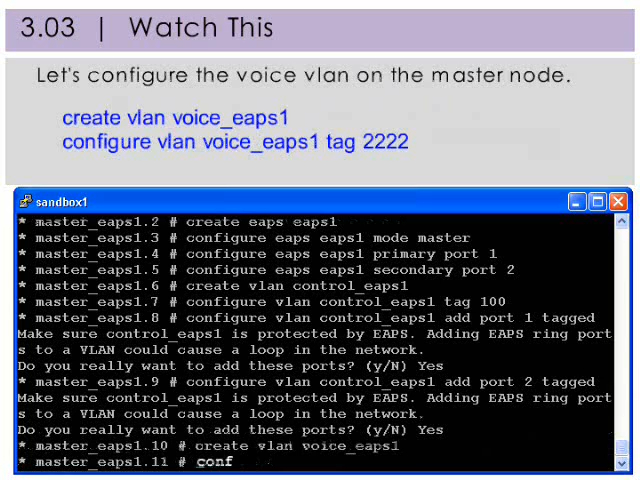 3.03 | Watch This
Let's configure the voice vlan on the master node.
create vlan voice_eaps1
configure vlan voice_eaps1 tag 2222
sandbox1
* master_eaps1.2 # create eaps eaps1
* master_eaps1.3 # configure eaps eaps1 mode master
* master_eaps1.4 # configure eaps eaps1 primary port 1
* master_eaps1.5 # configure eaps eaps1 secondary port 2
* master_eaps1.6 # create vlan control_eaps1
* master_eaps1.7 # configure vlan control_eaps1 tag 100
* master_eaps1.8 # configure vlan control_eaps1 add port 1 tagged
Make sure control_eaps1 is protected by EAPS. Adding EAPS ring port
s to a VLAN could cause a loop in the network.
Do you really want to add these ports? (y/N) Yes
* master_eaps1.9 # configure vlan control_eaps1 add port 2 tagged
Make sure control_eaps1 is protected by EAPS. Adding EAPS ring port
s to a VLAN could cause a loop in the network.
Do you really want to add these ports? (y/N) Yes
* master_eaps1.10 # create vlan voice_eaps1
* master_eaps1.11 # conf